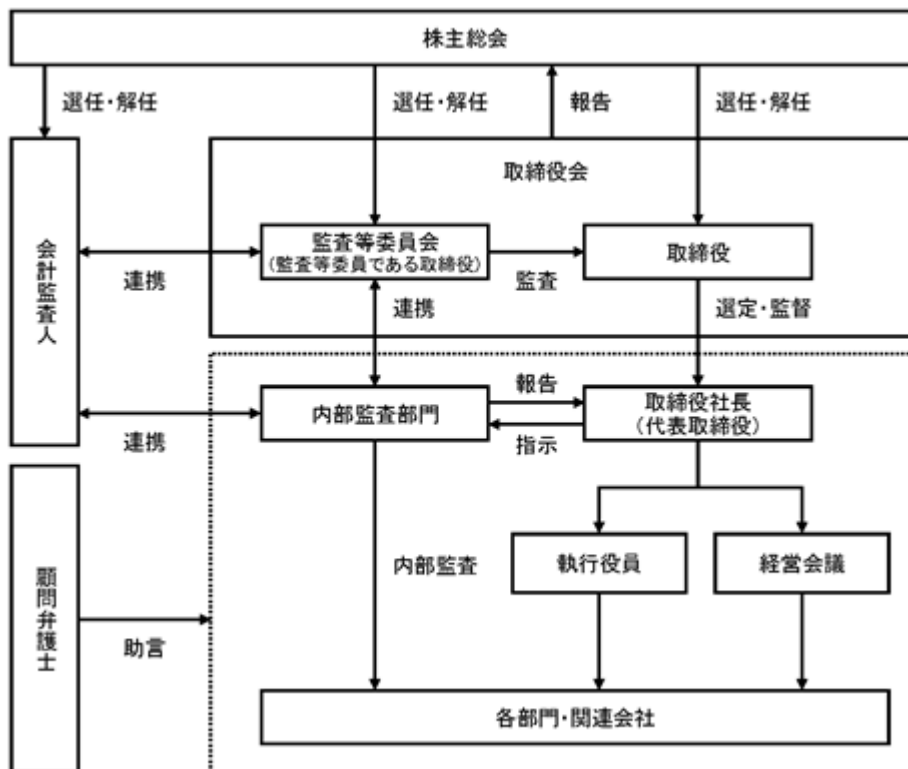 株主総会
選任・解任
選任・解任
報告
選任・解任
取締役会
会計監査人
監査等委員会
（監査等委員である取締役）
取締役
連携
監査
連携
選定・監督
内部監査部門
報告
指示
取締役社長
（代表取締役）
連携
執行役員
経営会議
内部監査
顧問弁護士
助言
各部門・関連会社